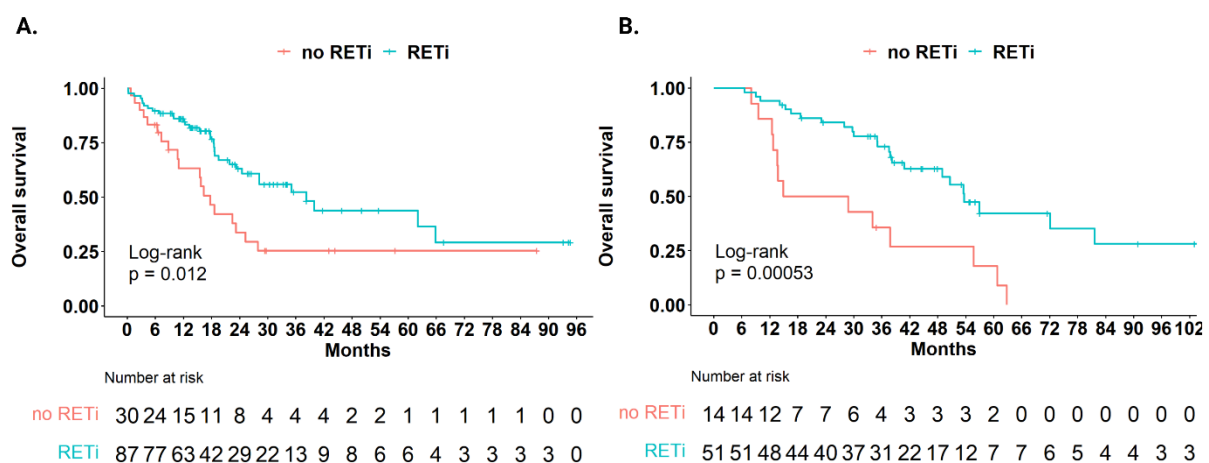 A.
no RETi RETi
1.00
0.75
0.50
0.25
0.00
Overall survival
Log-rank
p = 0.012
0 6 12 18 24 30 36 42 48 54 60 66 72 78 84 90 96
Months
Number at risk
no RETi 30 24 15 11 8 4 4 4 2 2 1 1 1 1 1 0 0
RETi 87 77 63 42 29 22 13 9 8 6 6 4 3 3 3 3 0
B.
no RETi RETi
1.00
0.75
0.50
0.25
0.00
Overall survival
Log-rank
p = 0.00053
0 6 12 18 24 30 36 42 48 54 60 66 72 78 84 90 96 102
Months
Number at risk
no RETi 14 14 12 7 7 6 4 3 3 3 2 0 0 0 0 0 0 0
RETi 51 51 48 44 40 37 31 22 17 12 7 7 6 5 4 4 3 3